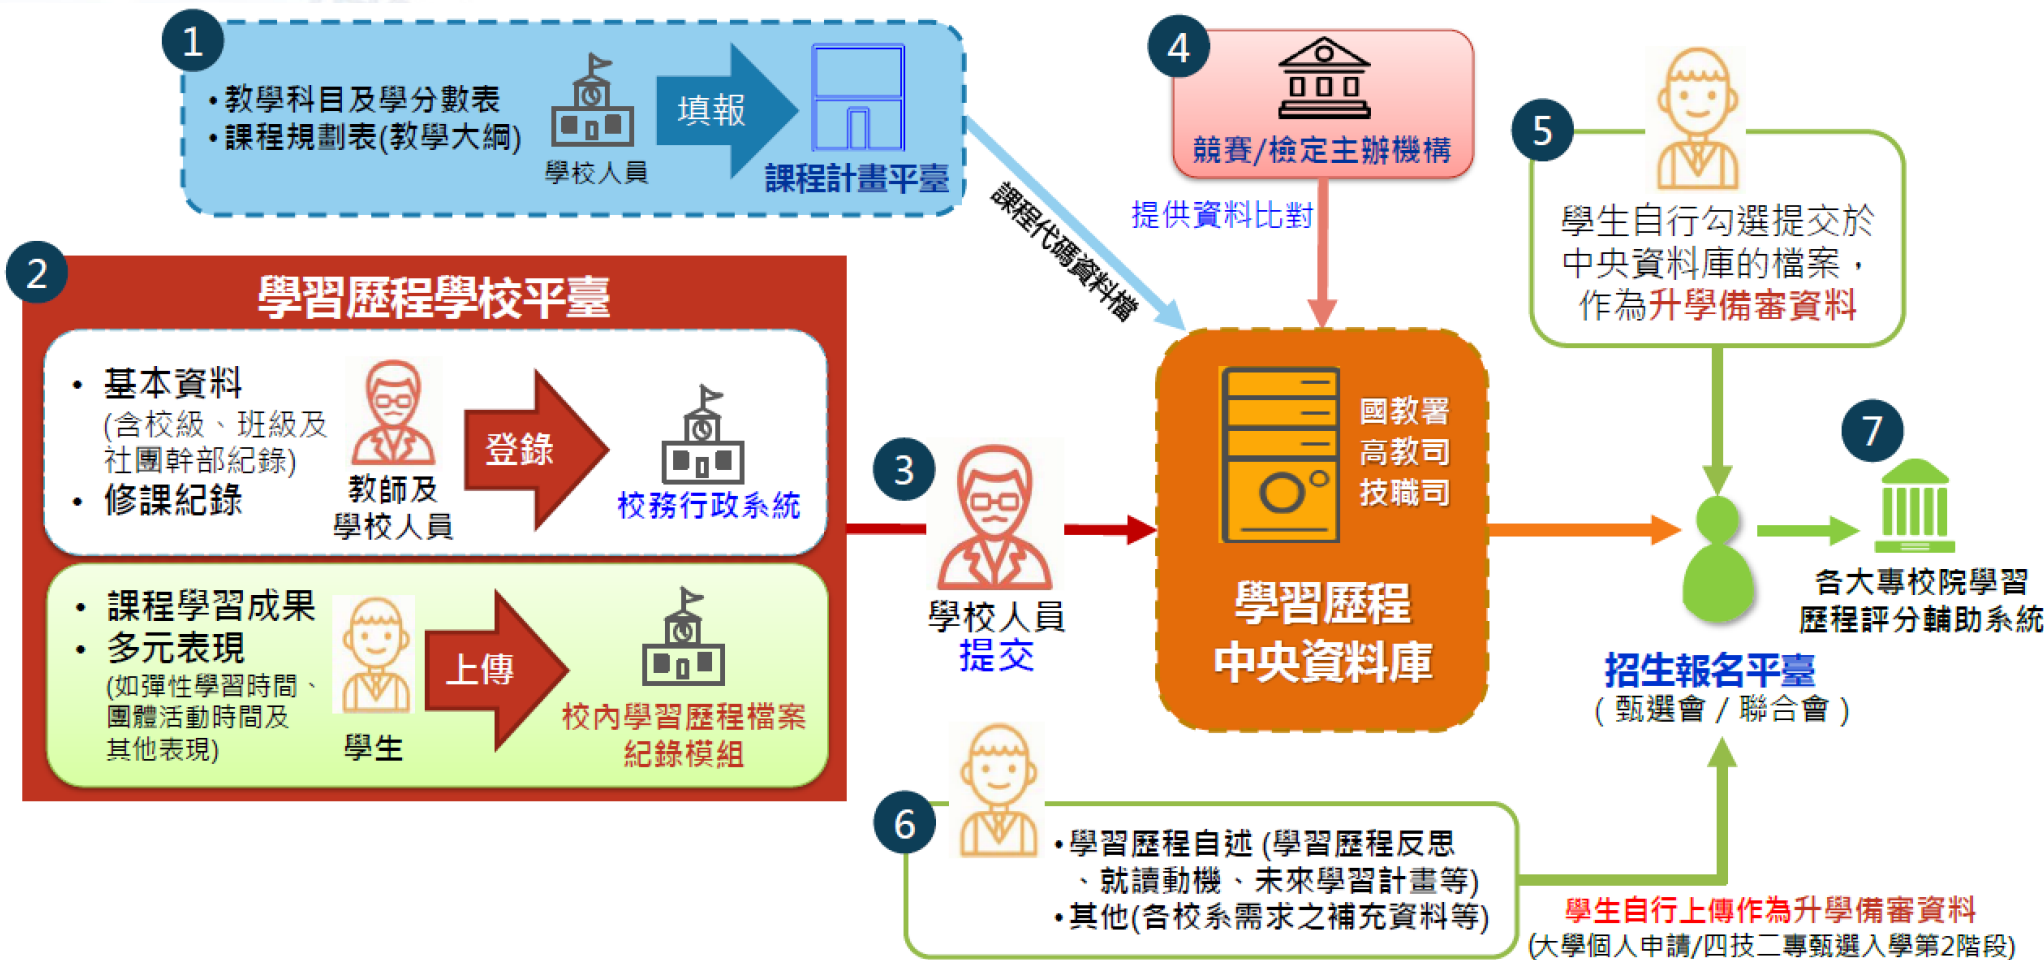 1
• 教學科目及學分數表
• 課程規劃表(教學大綱)
學校人員
填報
課程計畫平臺
課程代碼資料檔
2
學習歷程學校平臺
• 基本資料
(含校級、班級及
社團幹部紀錄)
• 修課紀錄
教師及
學校人員
登錄
校務行政系統
• 課程學習成果
• 多元表現
(如彈性學習時間、
團體活動時間及
其他表現)
學生
上傳
校內學習歷程檔案
紀錄模組
3
學校人員
提交
4
競賽/檢定主辦機構
提供資料比對
國教署
高教司
技職司
學習歷程
中央資料庫
5
學生自行勾選提交於
中央資料庫的檔案，
作為升學備審資料
6
• 學習歷程自述 (學習歷程反思
、就讀動機、未來學習計畫等)
• 其他(各校系需求之補充資料等)
招生報名平臺
( 甄選會 / 聯合會 )
學生自行上傳作為升學備審資料
(大學個人申請/四技二專甄選入學第2階段)
7
各大專校院學習
歷程評分輔助系統